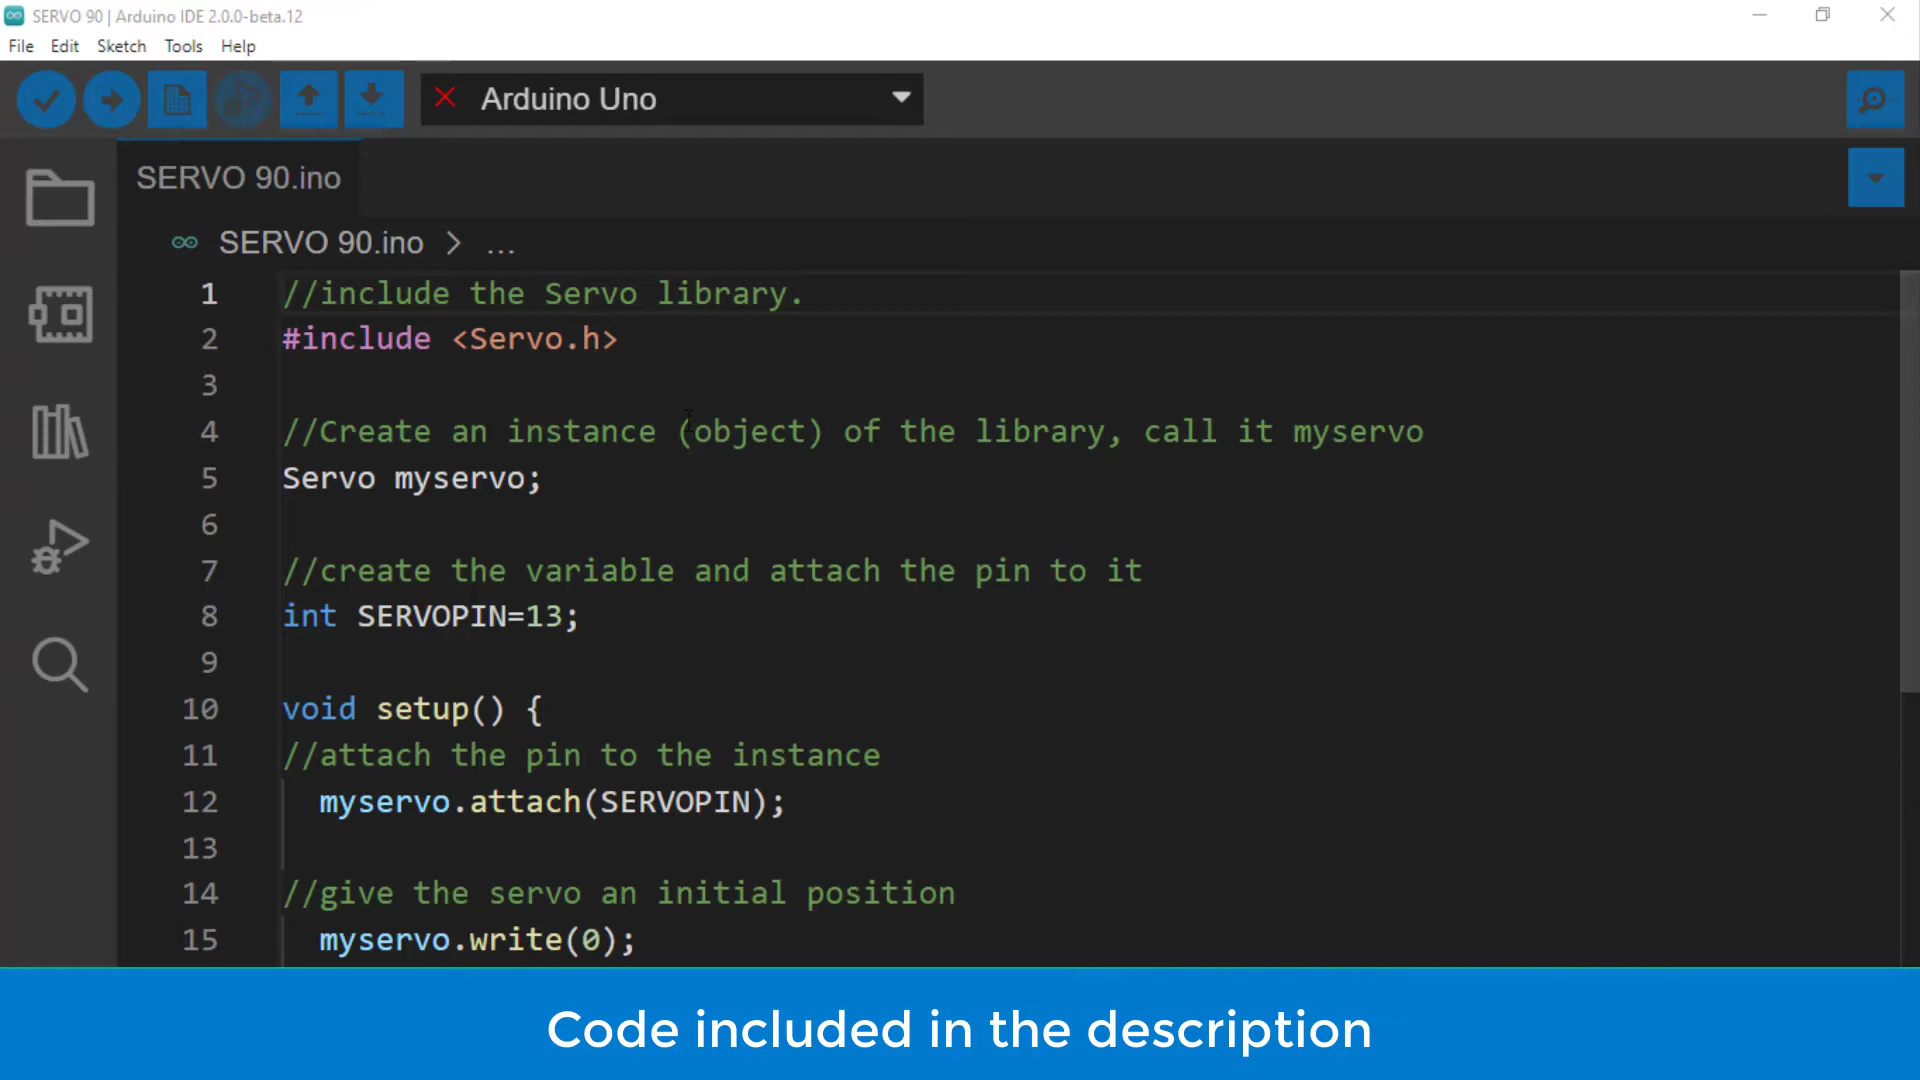 SERVO 90 | Arduino IDE 2.0.0-beta.12
File Edit Sketch Tools Help
Arduino Uno
SERVO 90.ino
SERVO 90.ino > ...
1 //include the Servo library.
2 #include <Servo.h>
3
4 //Create an instance (object) of the library, call it myservo
5 Servo myservo;
6
7 //create the variable and attach the pin to it
8 int SERVOPIN=13;
9
10 void setup() {
11 //attach the pin to the instance
12 myservo.attach(SERVOPIN);
13
14 //give the servo an initial position
15 myservo.write(0);
Code included in the description